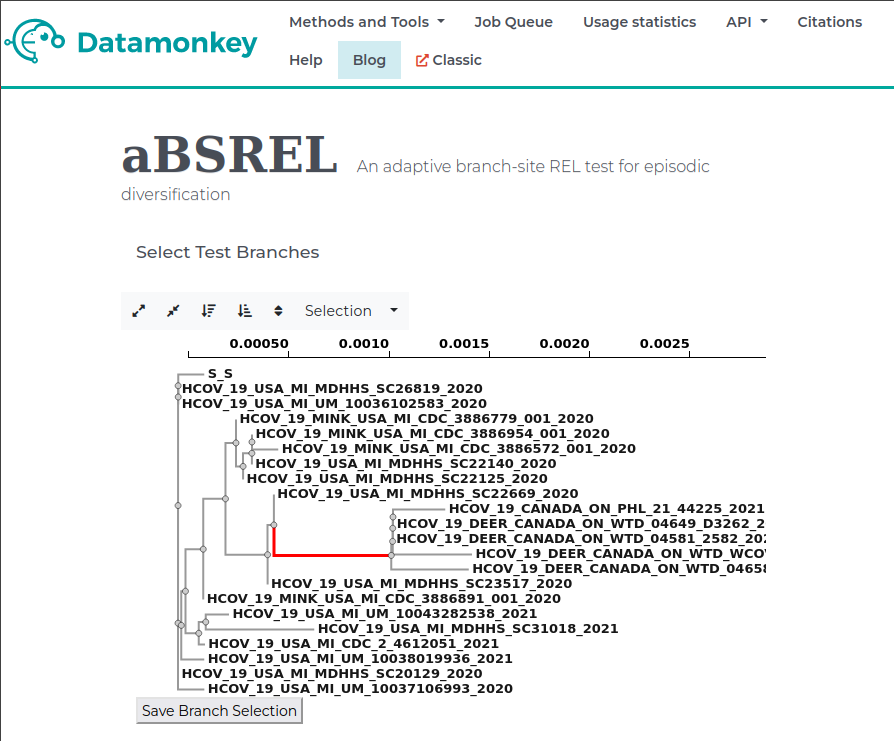 Datamonkey
Methods and Tools Job Queue Usage statistics API Citations
Help Blog Classic
aBSREL An adaptive branch-site REL test for episodic
diversification
Select Test Branches
Selection
0.00050 0.0010 0.0015 0.0020 0.0025
S_S
HCOV_19_USA_MI_MDHHS_SC26819_2020
HCOV_19_USA_MI_UM_10036102583_2020
HCOV_19_MINK_USA_MI_CDC_3886779_001_2020
HCOV_19_MINK_USA_MI_CDC_3886954_001_2020
HCOV_19_MINK_USA_MI_CDC_3886572_001_2020
HCOV_19_USA_MI_MDHHS_SC22140_2020
HCOV_19_USA_MI_MDHHS_SC22125_2020
HCOV_19_USA_MI_MDHHS_SC22669_2020
HCOV_19_CANADA_ON_PHL_21_44225_2021
HCOV_19_DEER_CANADA_ON_WTD_04649_D3262_2
HCOV_19_DEER_CANADA_ON_WTD_04581_2582_202
HCOV_19_DEER_CANADA_ON_WTD_WCO
HCOV_19_DEER_CANADA_ON_WTD_04658
HCOV_19_USA_MI_MDHHS_SC23517_2020
HCOV_19_MINK_USA_MI_CDC_3886891_001_2020
HCOV_19_USA_MI_UM_10043282538_2021
HCOV_19_USA_MI_MDHHS_SC31018_2021
HCOV_19_USA_MI_CDC_2_4612051_2021
HCOV_19_USA_MI_UM_10038019936_2021
HCOV_19_USA_MI_MDHHS_SC20129_2020
HCOV_19_USA_MI_UM_10037106993_2020
Save Branch Selection